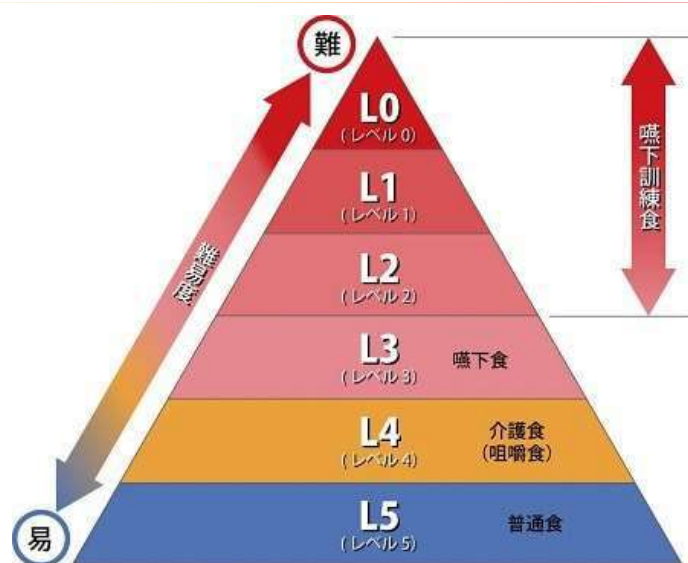 難
L0
(レベル 0)
L1
(レベル 1)
L2
(レベル 2)
L3
(レベル 3)
嚥下食
L4
(レベル 4)
介護食
(咀嚼食)
L5
(レベル 5)
普通食
易
難易度
嚥下訓練食